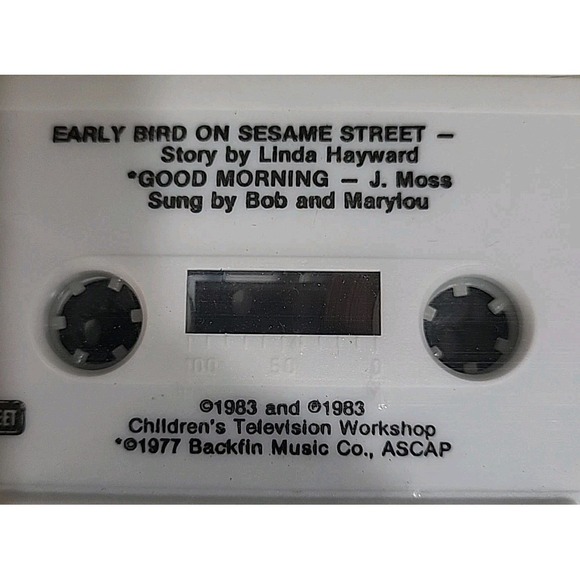 EARLY BIRD ON SESAME STREET —
Story by Linda Hayward
*GOOD MORNING — J. Moss
Sung by Bob and Marylou
100 50 0
©1983 and ℗1983
EET
Children's Television Workshop
*©1977 Backfin Music Co., ASCAP